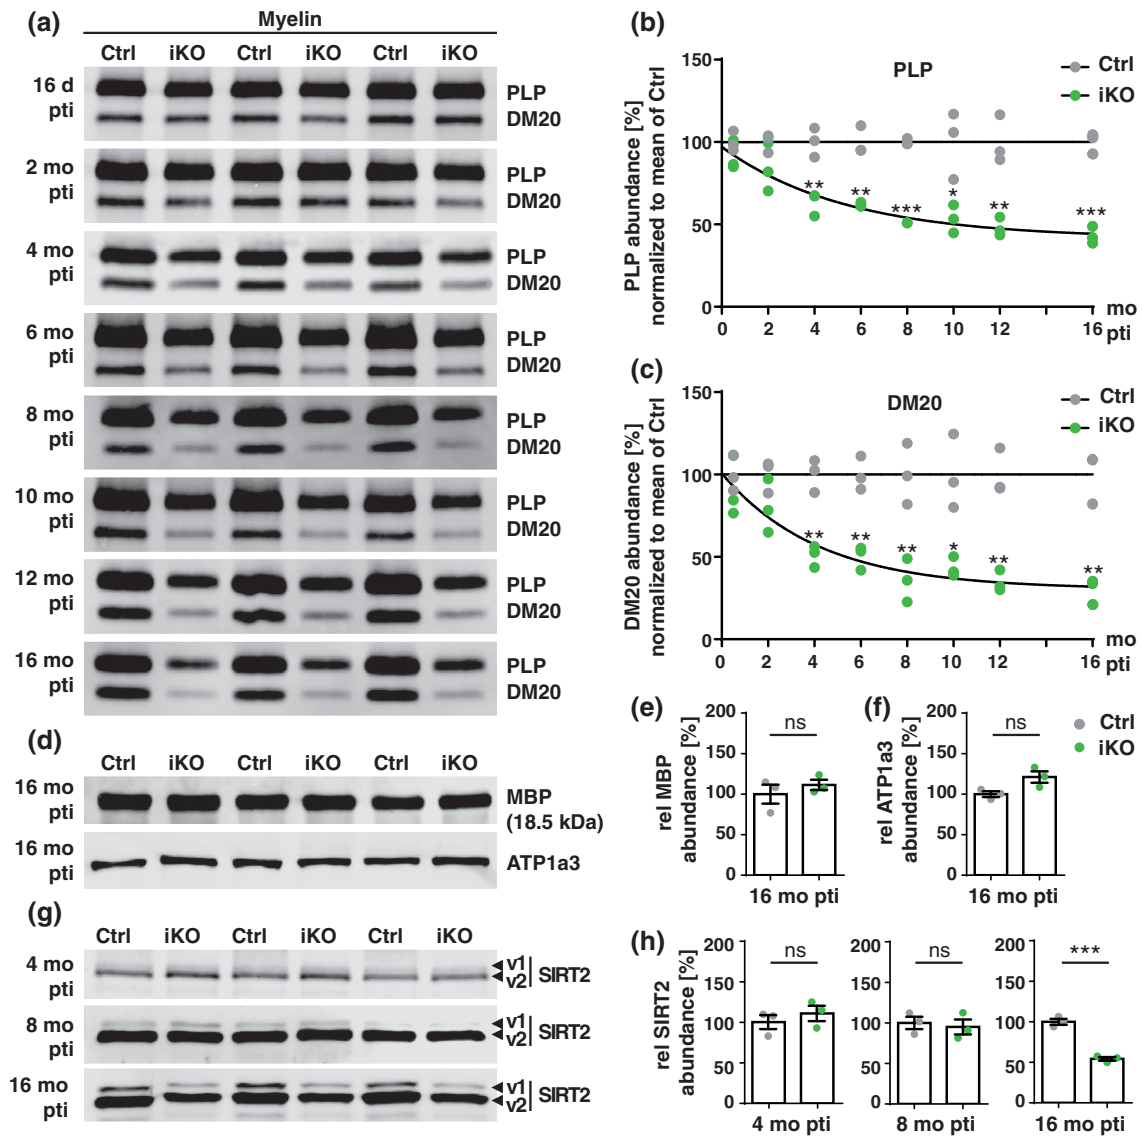 (a)
Myelin
Ctrl iKO Ctrl iKO Ctrl iKO
16 d
pti
PLP
DM20
2 mo
pti
PLP
DM20
4 mo
pti
PLP
DM20
6 mo
pti
PLP
DM20
8 mo
pti
PLP
DM20
10 mo
pti
PLP
DM20
12 mo
pti
PLP
DM20
16 mo
pti
PLP
DM20
(b)
PLP
Ctrl
iKO
PLP abundance [%]
normalized to mean of Ctrl
150
100
50
0
** ** *** * ** ***
0 2 4 6 8 10 12 16
mo
pti
(c)
DM20
Ctrl
iKO
DM20 abundance [%]
normalized to mean of Ctrl
150
100
50
0
** ** ** * ** **
0 2 4 6 8 10 12 16
mo
pti
(d)
Ctrl iKO Ctrl iKO Ctrl iKO
16 mo
pti
MBP
(18.5 kDa)
16 mo
pti
ATP1a3
(e)
rel MBP
abundance [%]
200
150
100
50
0
ns
16 mo pti
(f)
rel ATP1a3
abundance [%]
200
150
100
50
0
ns
16 mo pti
Ctrl
iKO
(g)
Ctrl iKO Ctrl iKO Ctrl iKO
4 mo
pti
v1
v2
SIRT2
8 mo
pti
v1
v2
SIRT2
16 mo
pti
v1
v2
SIRT2
(h)
rel SIRT2
abundance [%]
200
150
100
50
0
ns
4 mo pti
200
150
100
50
0
ns
8 mo pti
200
150
100
50
0
***
16 mo pti